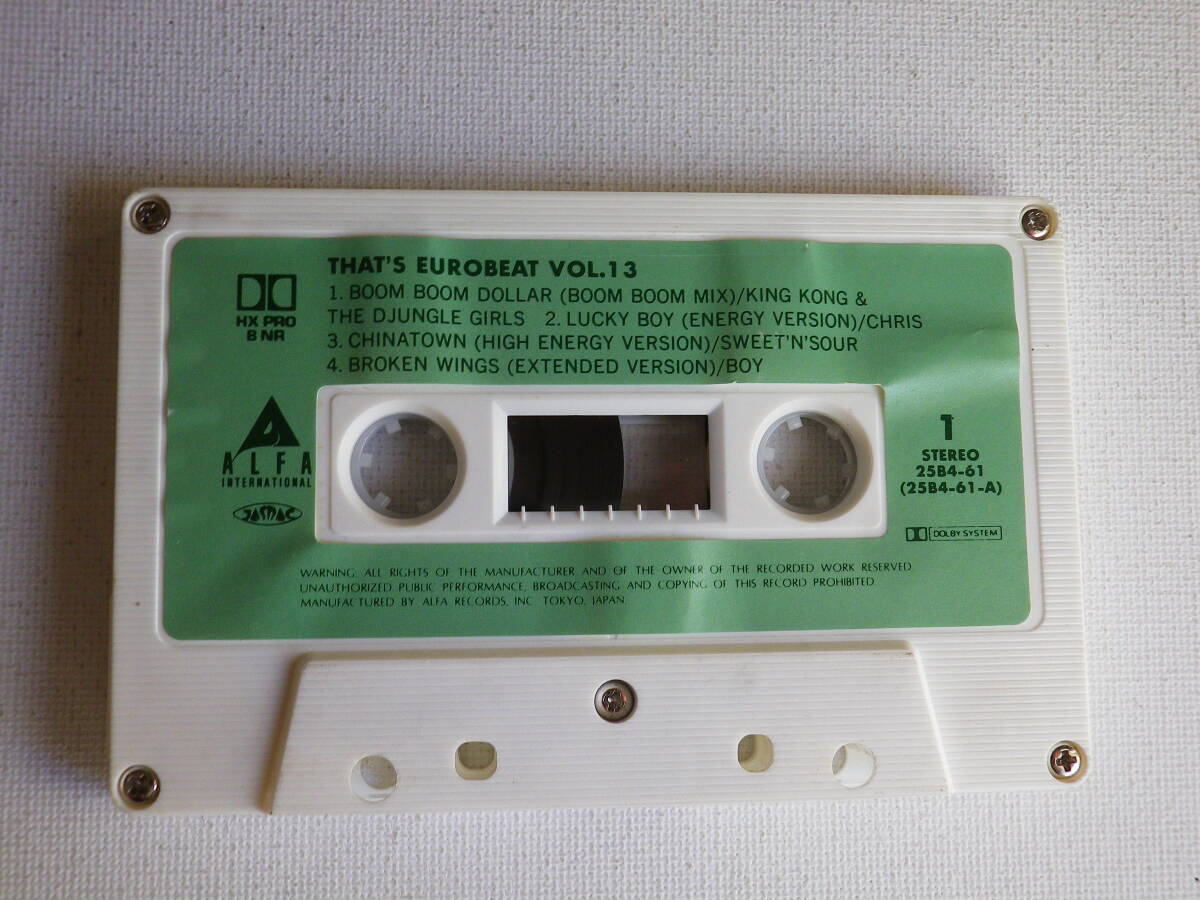 THAT'S EUROBEAT VOL.13
1. BOOM BOOM DOLLAR (BOOM BOOM MIX)/KING KONG &
THE DJUNGLE GIRLS 2. LUCKY BOY (ENERGY VERSION)/CHRIS
3. CHINATOWN (HIGH ENERGY VERSION)/SWEET'N'SOUR
4. BROKEN WINGS (EXTENDED VERSION)/BOY
HX PRO
B NR
ALFA
INTERNATIONAL
JASRAC
1
STEREO
25B4-61
(25B4-61-A)
DOLBY SYSTEM
WARNING. ALL RIGHTS OF THE MANUFACTURER AND OF THE OWNER OF THE RECORDED WORK RESERVED
UNAUTHORIZED PUBLIC PERFORMANCE, BROADCASTING AND COPYING OF THIS RECORD PROHIBITED
MANUFACTURED BY ALFA RECORDS, INC. TOKYO, JAPAN